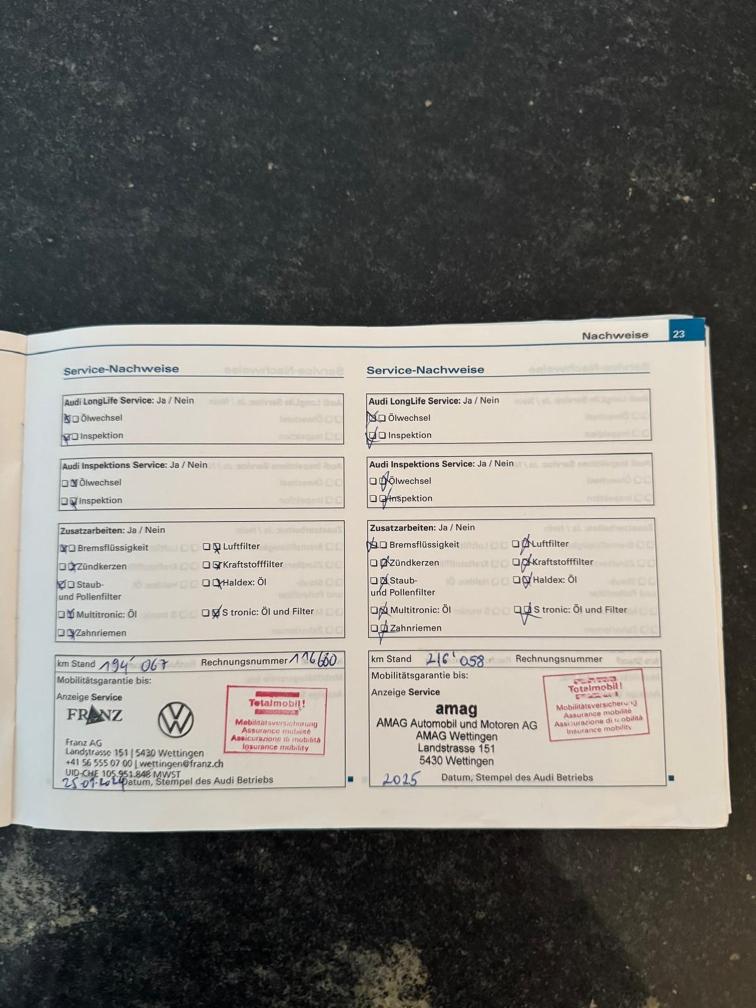 Nachweise 23
Service-Nachweise
Audi LongLife Service: Ja / Nein
Ölwechsel
Inspektion
Audi Inspektions Service: Ja / Nein
Ölwechsel
Inspektion
Zusatzarbeiten: Ja / Nein
Bremsflüssigkeit Luftfilter
Zündkerzen Kraftstofffilter
Staub- Haldex: Öl
und Pollenfilter
Multitronic: Öl S tronic: Öl und Filter
Zahnriemen
km Stand 194' 067 Rechnungsnummer 116600
Mobilitätsgarantie bis:
Anzeige Service
FRANZ
Totalmobil!
Mobilitätsversicherung
Assurance mobilité
Assicurazione di mobilità
Insurance mobility
Franz AG
Landstrasse 151 | 5430 Wettingen
+41 56 555 07 00 | wettingen@franz.ch
UID-CHE 105.951.848 MWST
Datum, Stempel des Audi Betriebs
Service-Nachweise
Audi LongLife Service: Ja / Nein
Ölwechsel
Inspektion
Audi Inspektions Service: Ja / Nein
Ölwechsel
Inspektion
Zusatzarbeiten: Ja / Nein
Bremsflüssigkeit Luftfilter
Zündkerzen Kraftstofffilter
Staub- Haldex: Öl
und Pollenfilter
Multitronic: Öl S tronic: Öl und Filter
Zahnriemen
km Stand 216' 058 Rechnungsnummer
Mobilitätsgarantie bis:
Anzeige Service
Totalmobil!
Mobilitätsversicherung
Assurance mobilité
Assicurazione di mobilità
Insurance mobility
amag
AMAG Automobil und Motoren AG
AMAG Wettingen
Landstrasse 151
5430 Wettingen
2025 Datum, Stempel des Audi Betriebs